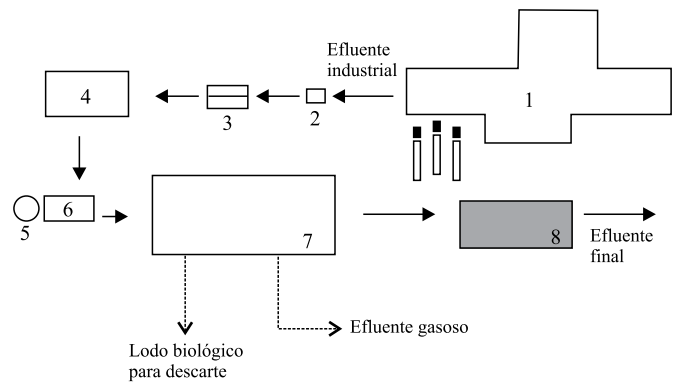 Efluente
industrial
1
2
3
4
5
6
7
8
Efluente
final
Efluente gasoso
Lodo biológico
para descarte